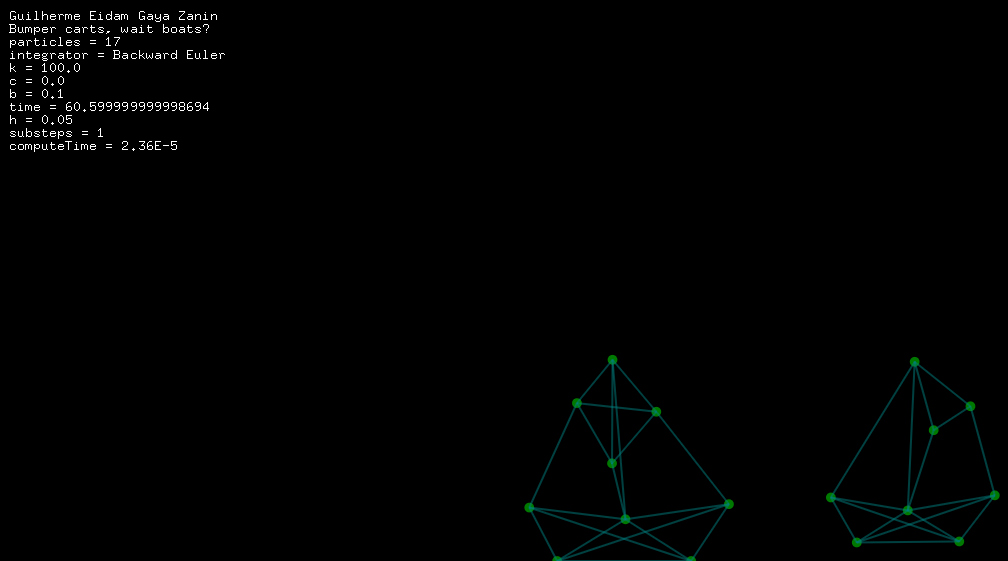 Guilherme Eidam Gaya Zanin
Bumper carts, wait boats?
particles = 17
integrator = Backward Euler
k = 100.0
c = 0.0
b = 0.1
time = 60.599999999998694
h = 0.05
substeps = 1
computeTime = 2.36E-5